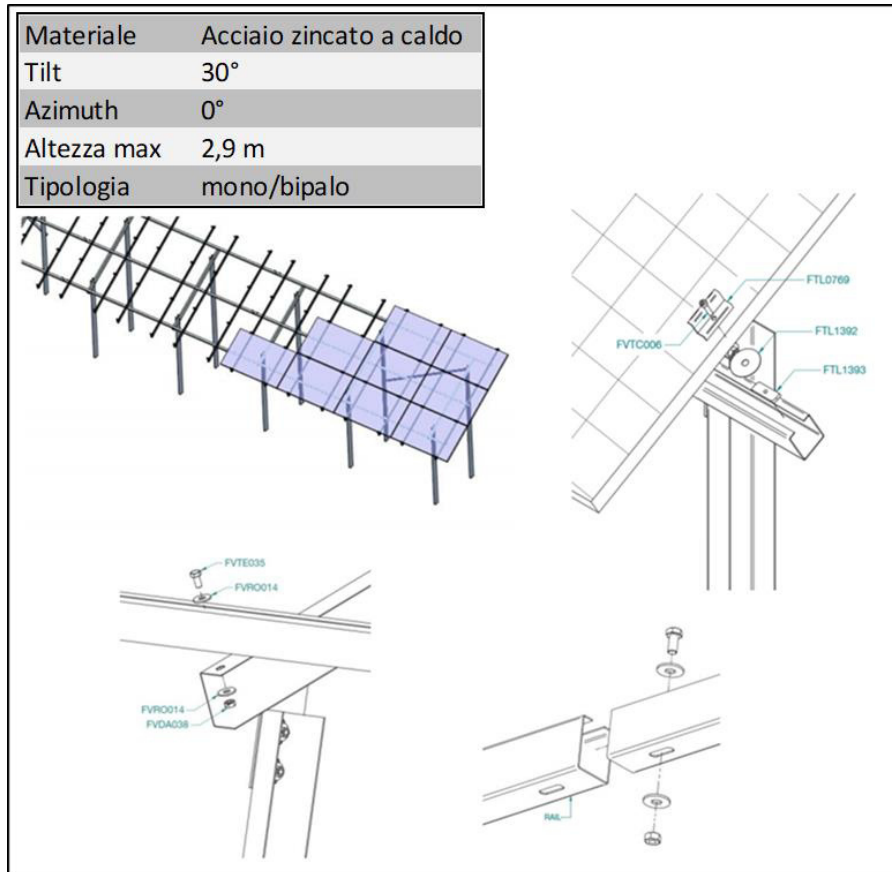 Materiale Acciaio zincato a caldo
Tilt 30°
Azimuth 0°
Altezza max 2,9 m
Tipologia mono/bipalo
FTL0769
FVTC006
FTL1392
FTL1393
FVTE035
FVRO014
FVRO014
FVDA038
RAIL